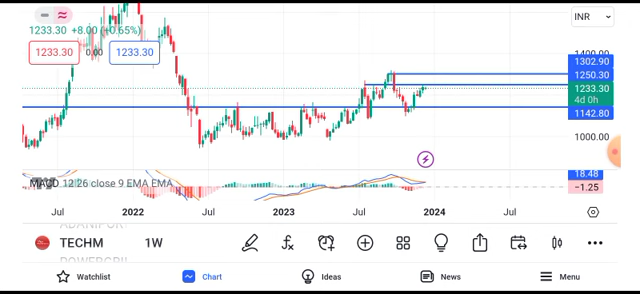 1233.30 +8.00 (+0.65%)
INR
1233.30 0.00 1233.30
1400.00
1302.90
1250.30
1233.30
4d 0h
1142.80
1000.00
MACD 12 26 close 9 EMA EMA
18.48
−1.25
Jul 2022 Jul 2023 Jul 2024 Jul
ADANIPORT
TECHM 1W
POWERGRID
Watchlist Chart Ideas News Menu